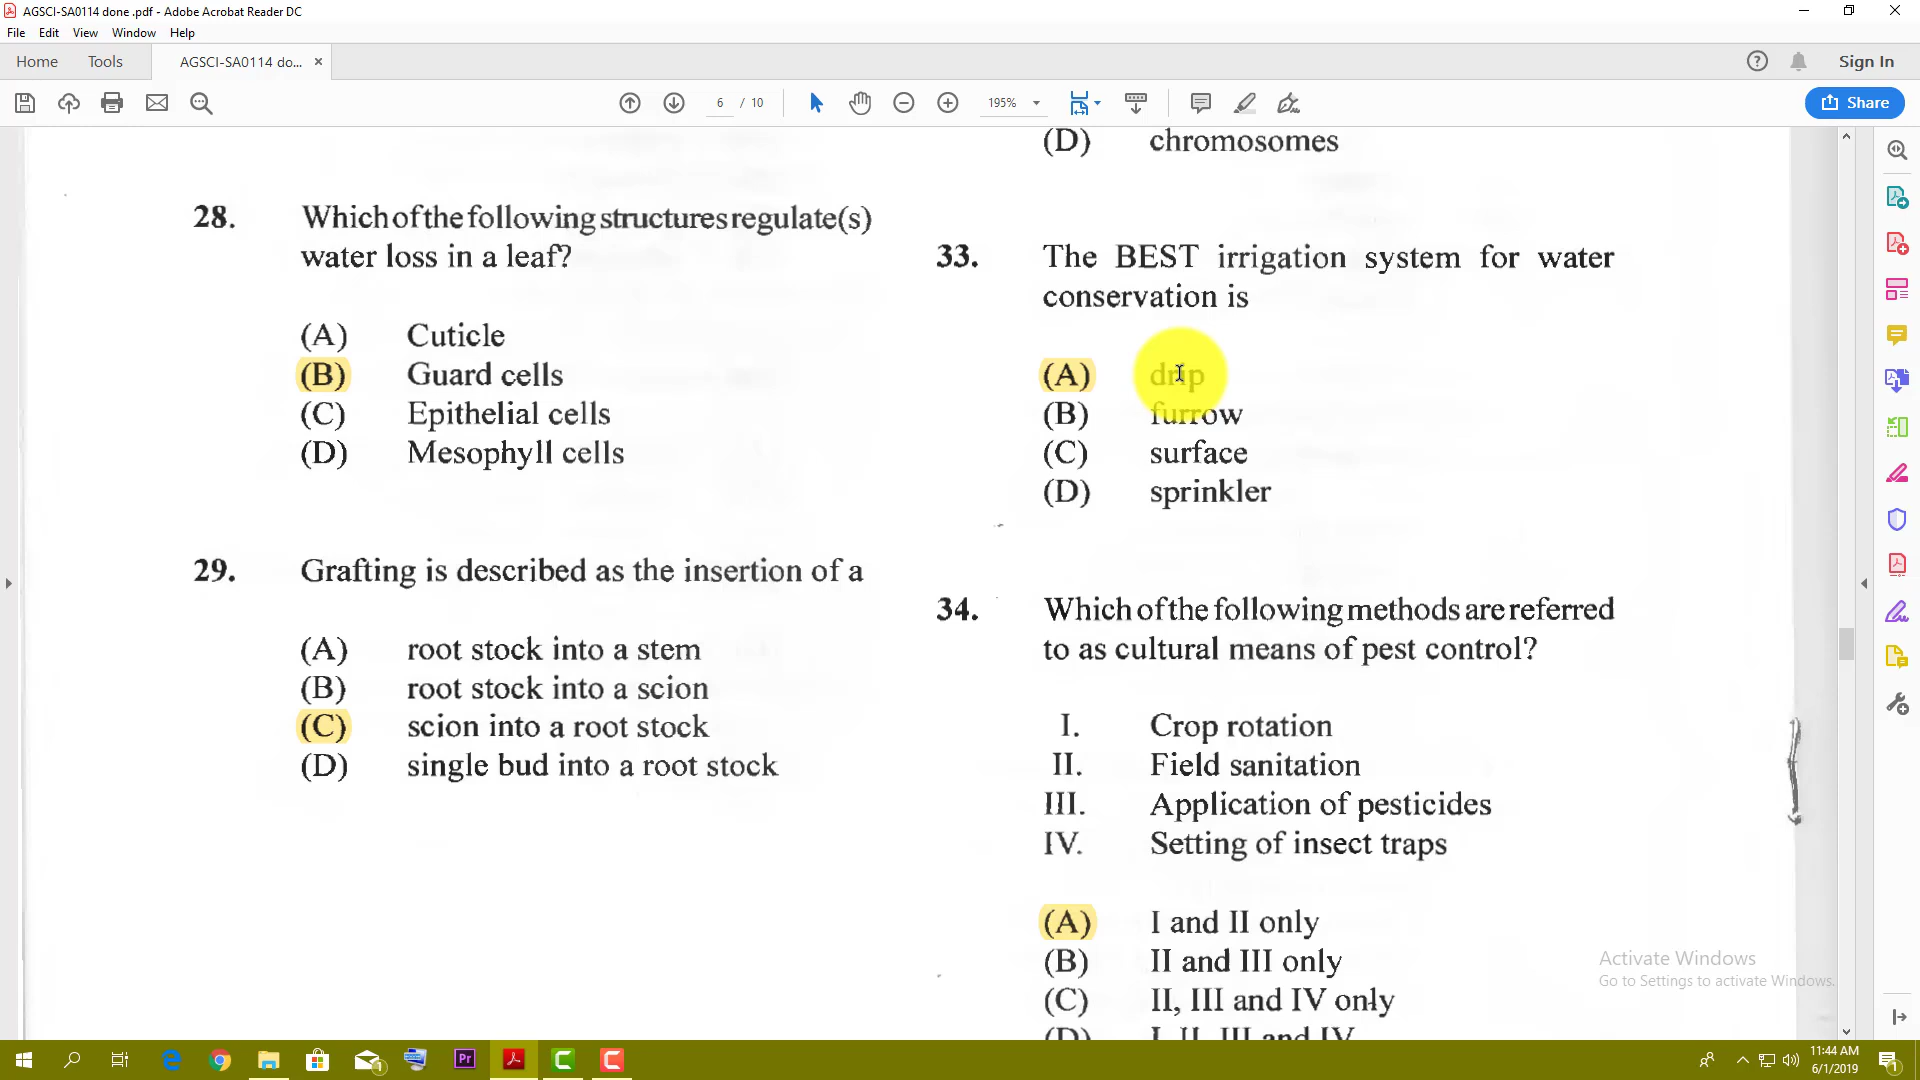 AGSCI-SA0114 done .pdf - Adobe Acrobat Reader DC
File Edit View Window Help
Home Tools AGSCI-SA0114 do... × Sign In
6 / 10 195% Share
28. Which of the following structures regulate(s)
water loss in a leaf?
(A) Cuticle
(B) Guard cells
(C) Epithelial cells
(D) Mesophyll cells
29. Grafting is described as the insertion of a
(A) root stock into a stem
(B) root stock into a scion
(C) scion into a root stock
(D) single bud into a root stock
(D) chromosomes
33. The BEST irrigation system for water
conservation is
(A) drip
(B) furrow
(C) surface
(D) sprinkler
34. Which of the following methods are referred
to as cultural means of pest control?
I. Crop rotation
II. Field sanitation
III. Application of pesticides
IV. Setting of insect traps
(A) I and II only
(B) II and III only
(C) II, III and IV only
(D) I, II, III and IV
Activate Windows
Go to Settings to activate Windows.
Pr
11:44 AM
6/1/2019